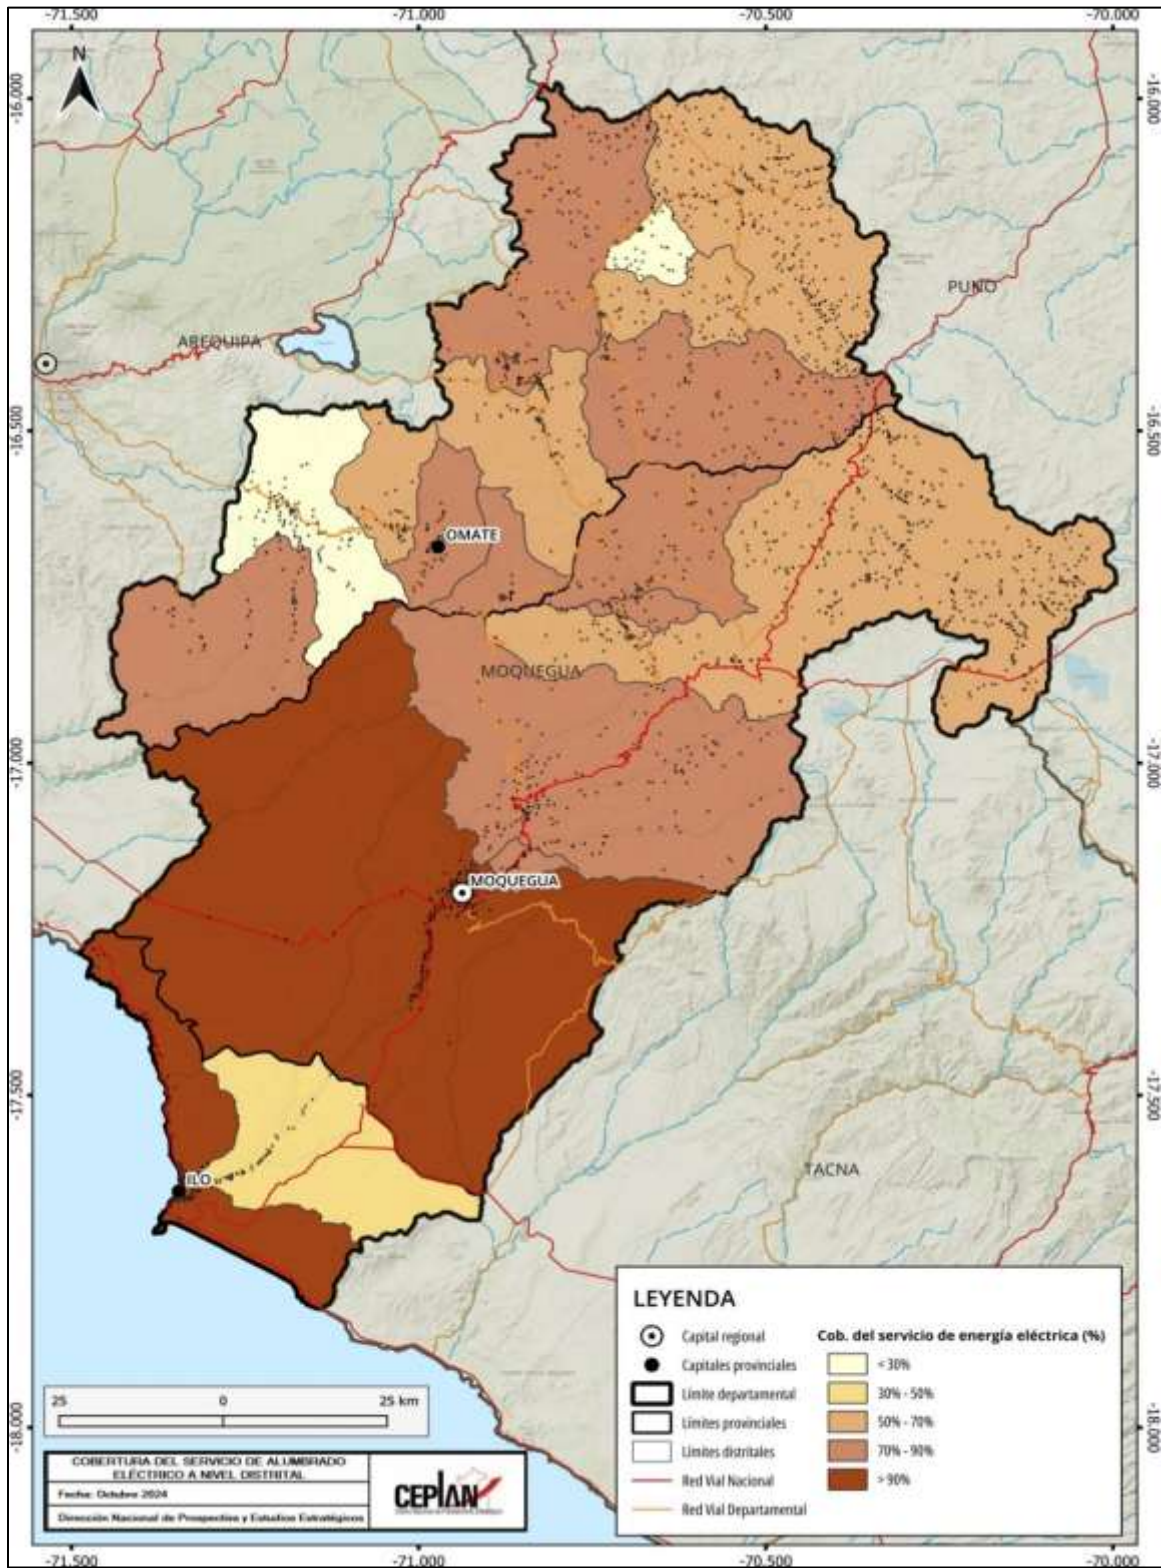 -71.500
-71.000
-70.500
-70.000
N
-16.000
-16.000
PUNO
AREQUIPA
-16.500
-16.500
OMATE
MOQUEGUA
-17.000
-17.000
MOQUEGUA
-17.500
-17.500
TACNA
ILO
LEYENDA
Capital regional
Capitales provinciales
Límite departamental
Límites provinciales
Límites distritales
Red Vial Nacional
Red Vial Departamental
Cob. del servicio de energía eléctrica (%)
< 30%
30% - 50%
50% - 70%
70% - 90%
> 90%
25
0
25 km
-18.000
-18.000
COBERTURA DEL SERVICIO DE ALUMBRADO
ELÉCTRICO A NIVEL DISTRITAL
Fecha: Octubre 2024
Dirección Nacional de Prospectiva y Estudios Estratégicos
CEPLAN
-71.500
-71.000
-70.500
-70.000